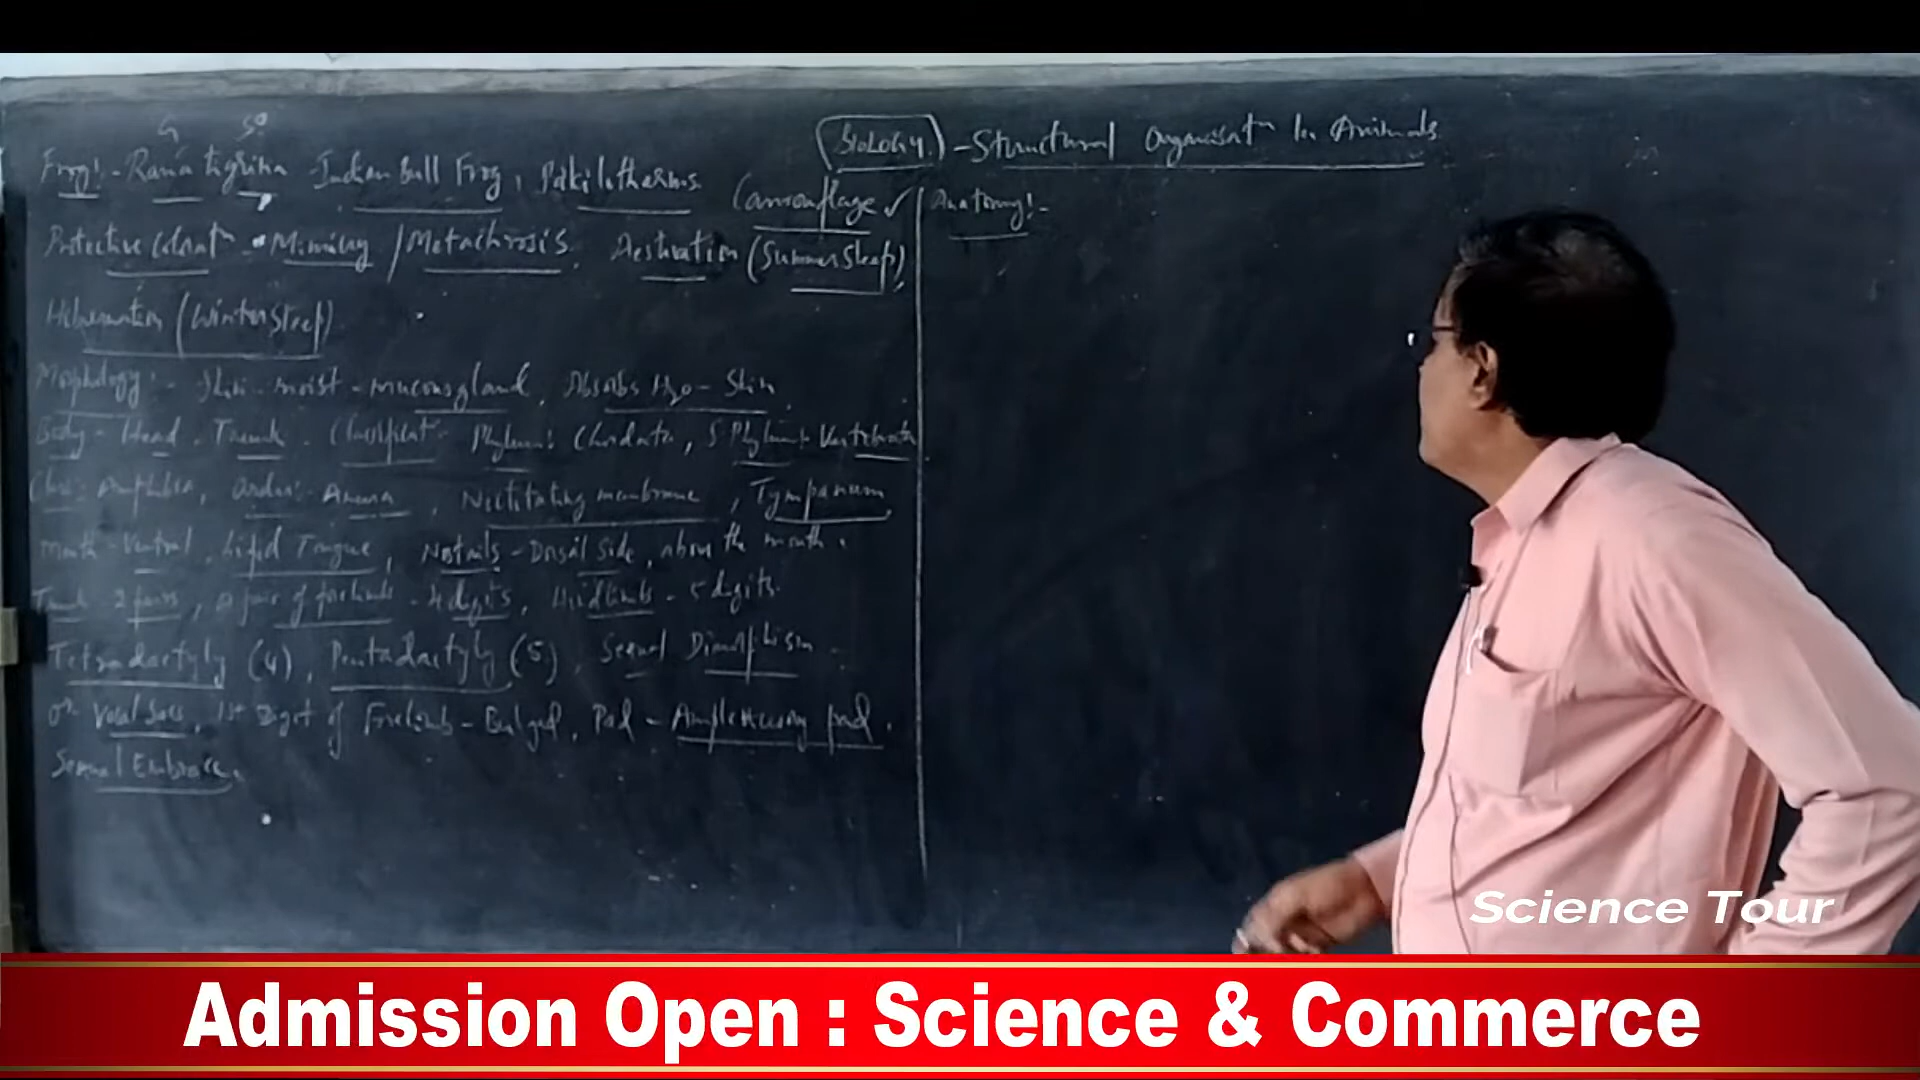 Biology - Structural Organisatn In Animals
G Sp
Frog:- Rana tigrina - Indian bull Frog, Poikilotherms
Camouflage ✓
Protective Colortn - Mimicry / Metachrosis, Aestivation (Summer Sleep)
Hibernation (Winter Sleep)
Morphology:- Skin - moist - mucous gland, Absorbs H2O - Skin
Body - Head, Trunk. Classificatn Phylum: Chordata, S Phylum: Vertebrata
Class: Amphibia, Order: Anura, Nictitating membrane, Tympanum
Mouth - Ventral, Tongue, Nostrils - Dorsal Side, above the mouth.
Trunk 2 pairs, A pair of forelimbs - 4 digits, Hindlimbs - 5 digits.
Tetradactyly (4), Pentadactyly (5), Sexual Dimorphism
Vocal Sacs, 1st Digit of Forelimb - Bulged, Pad - Amplexusory pad.
Sexual Embrace.
Anatomy:-
Science Tour
Admission Open : Science & Commerce